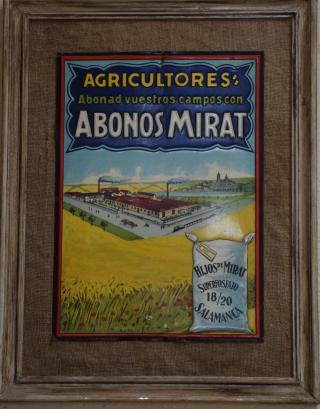 AGRICULTORES:
Abonad vuestros campos con
ABONOS MIRAT
HIJOS DE MIRAT
SUPERFOSFATO
18/20
SALAMANCA